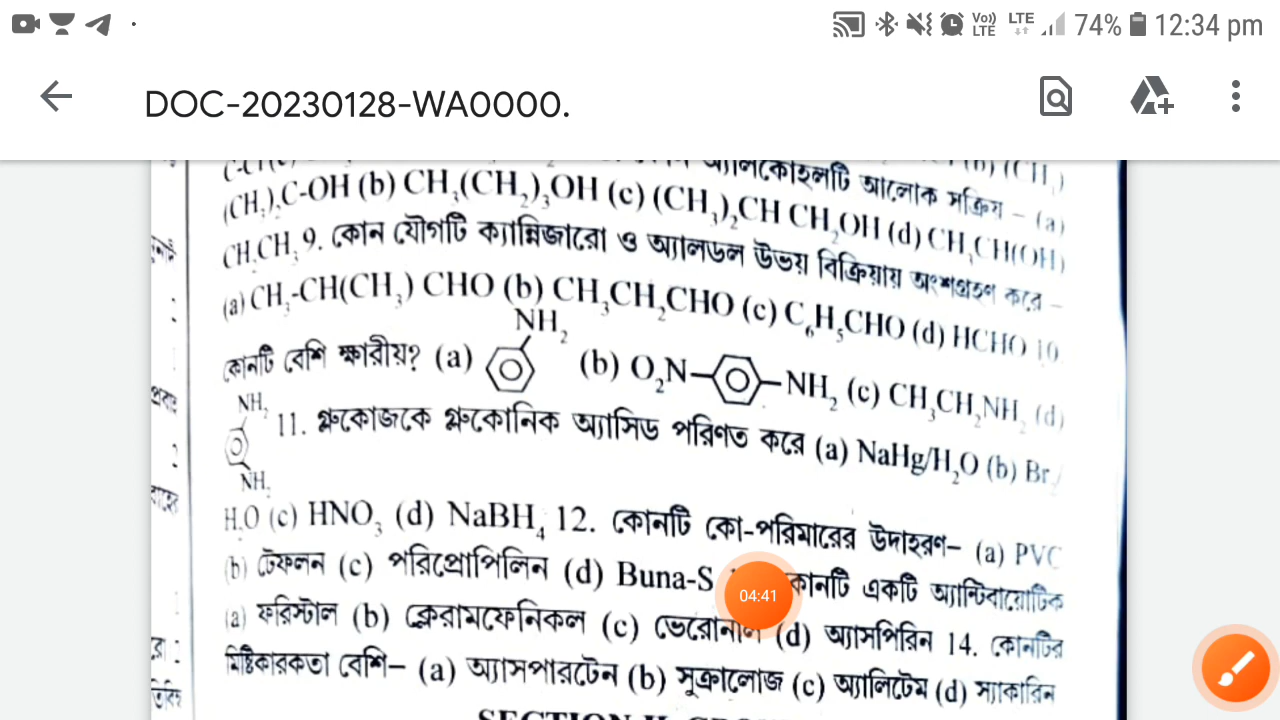 Vo)) LTE LTE 74% 12:34 pm
DOC-20230128-WA0000.
অ্যালকোহলটি আলোক সক্রিয় – (a)
(CH₃)₃C-OH (b) CH₃(CH₂)₃OH (c) (CH₃)₂CH CH₂OH (d) CH₃CH(OH)
CH₂CH₃ 9. কোন যৌগটি ক্যান্নিজারো ও অ্যালডল উভয় বিক্রিয়ায় অংশগ্রহণ করে –
(a) CH₃-CH(CH₃) CHO (b) CH₃CH₂CHO (c) C₆H₅CHO (d) HCHO 10.
কোনটি বেশি ক্ষারীয়? (a) NH₂ (b) O₂N NH₂ (c) CH₃CH₂NH₂ (d)
NH₂ 11. গ্লুকোজকে গ্লুকোনিক অ্যাসিড পরিণত করে (a) NaHg/H₂O (b) Br₂/
NH₂
H₂O (c) HNO₃ (d) NaBH₄ 12. কোনটি কো-পরিমারের উদাহরণ– (a) PVC
(b) টেফলন (c) পরিপ্রোপিলিন (d) Buna-S কোনটি একটি অ্যান্টিবায়োটিক
04:41
(a) ফরিস্টাল (b) ক্লেরামফেনিকল (c) ভেরোনাল (d) অ্যাসপিরিন 14. কোনটির
মিষ্টিকারকতা বেশি– (a) অ্যাসপারটেন (b) সুক্রালোজ (c) অ্যালিটেম (d) স্যাকারিন